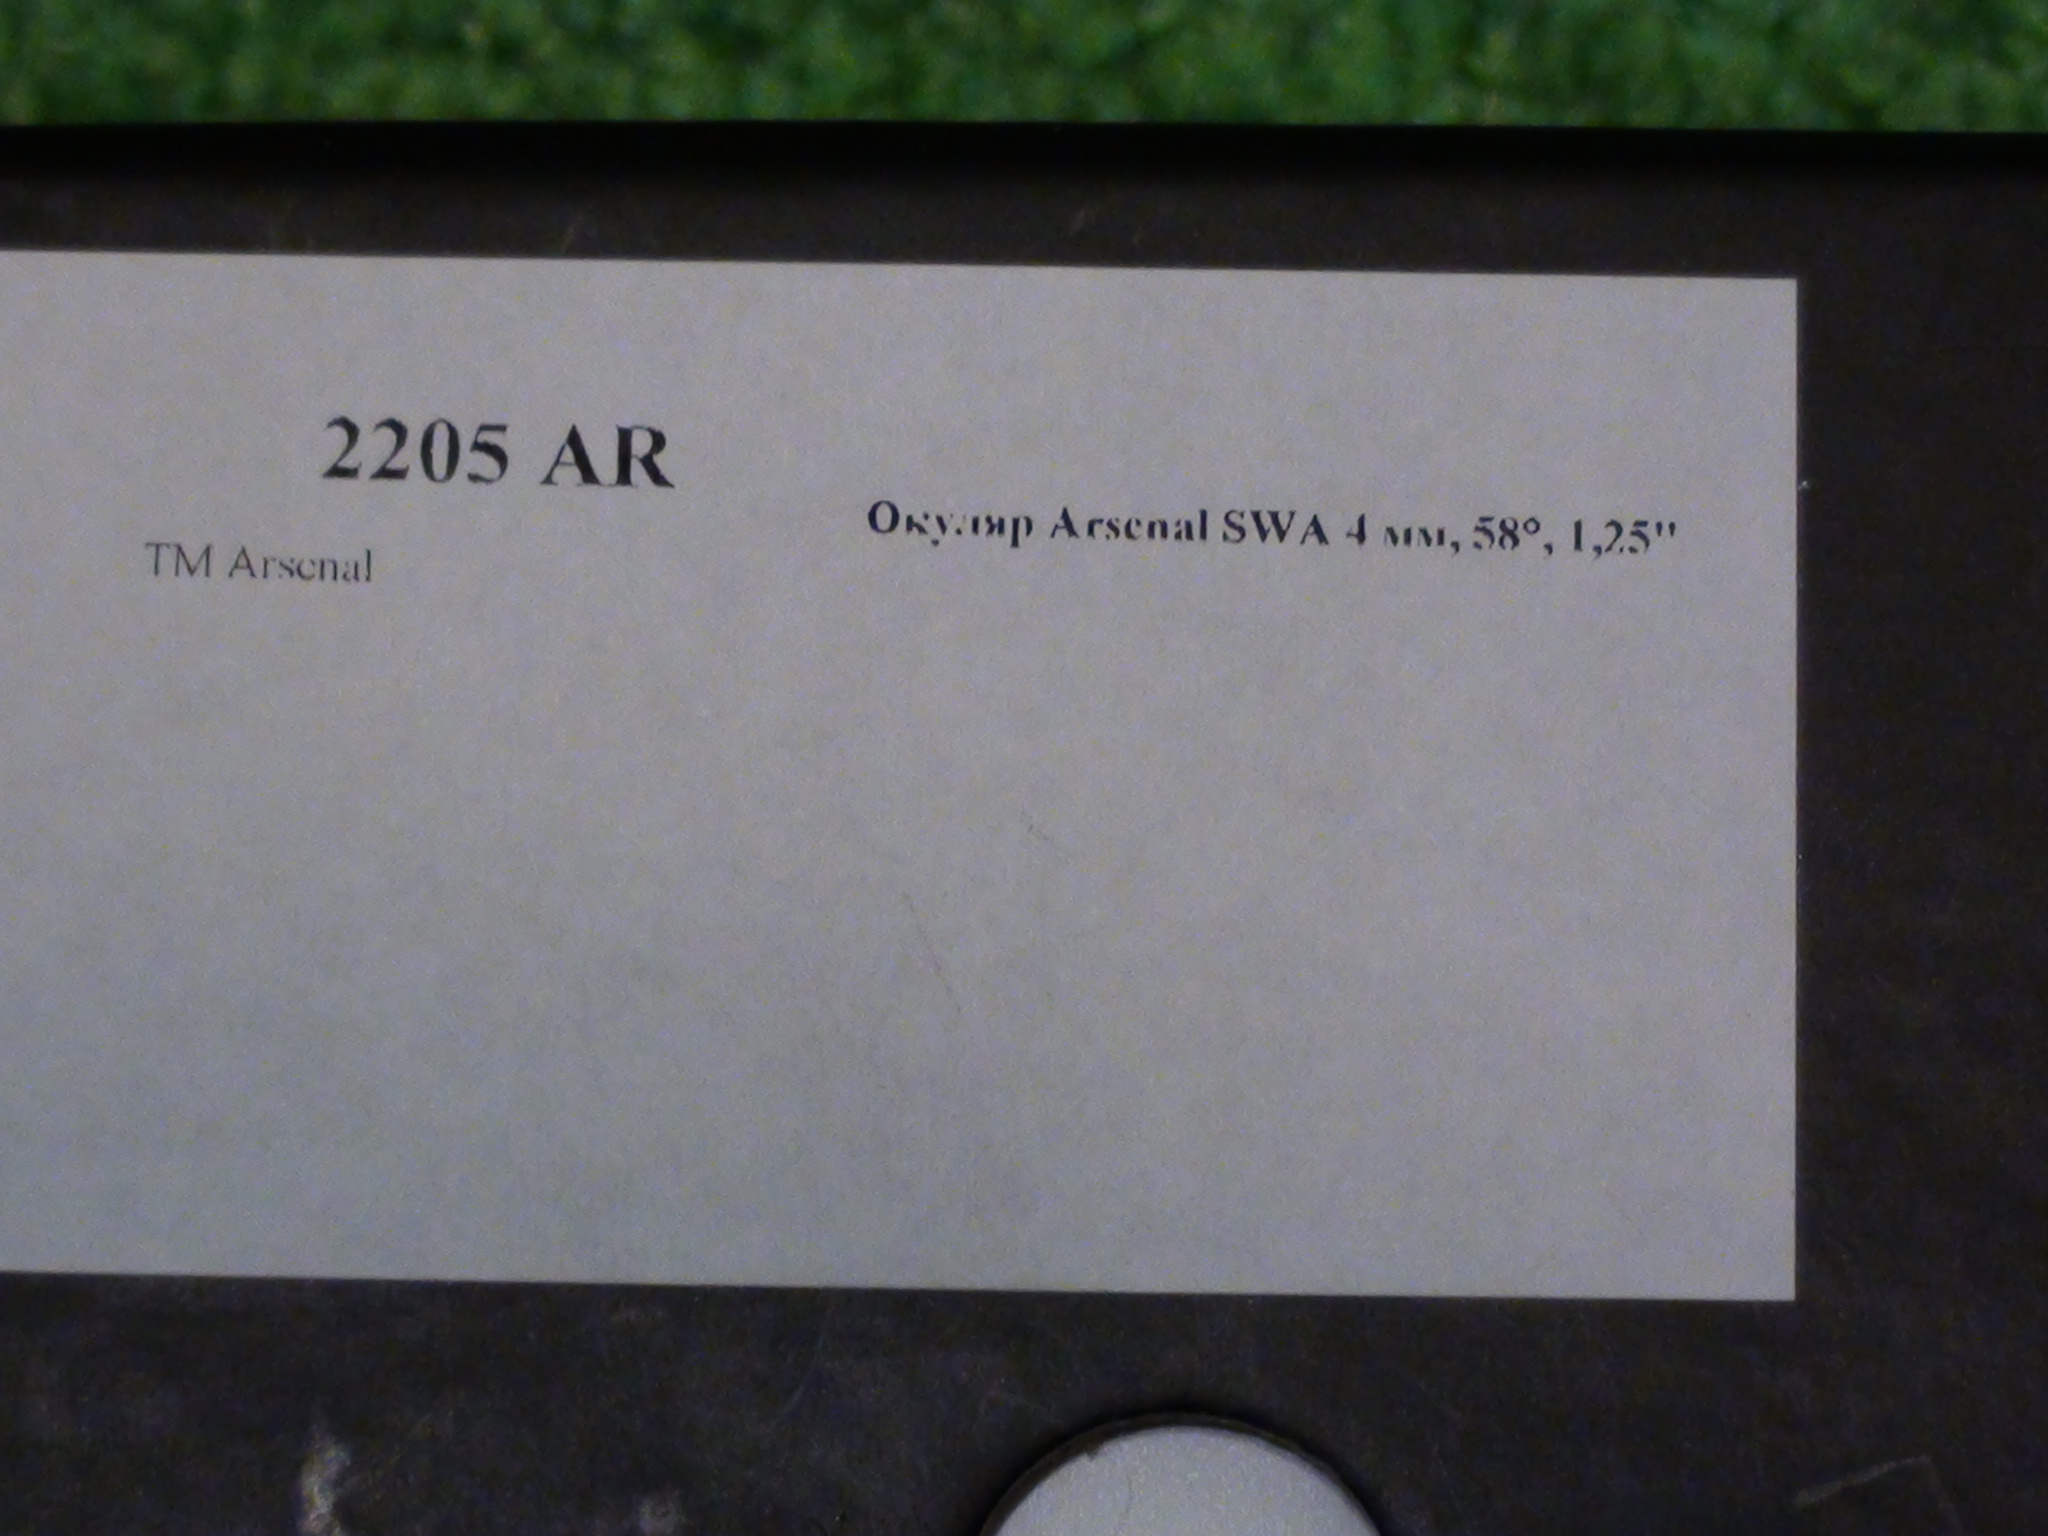 2205 AR
TM Arsenal
Окуляр Arsenal SWA 4 мм, 58°, 1,25"